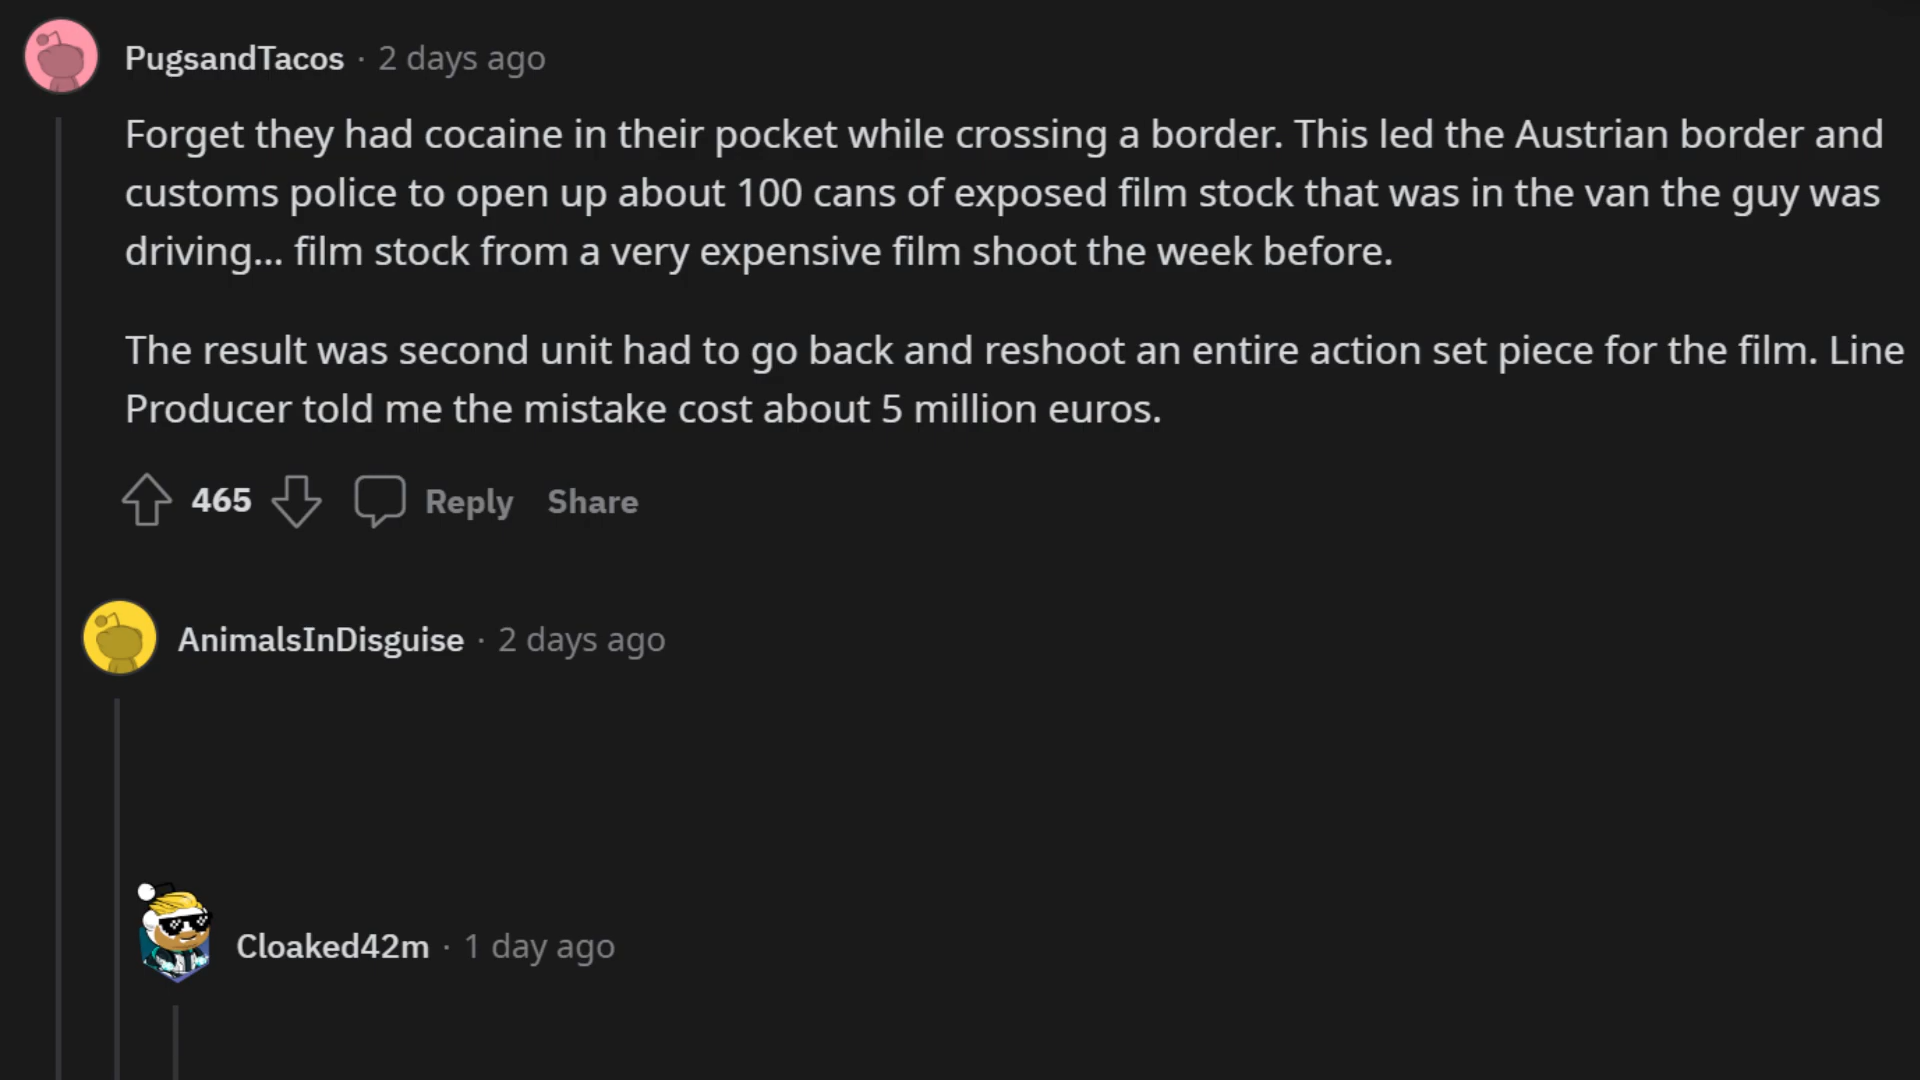 PugsandTacos · 2 days ago
Forget they had cocaine in their pocket while crossing a border. This led the Austrian border and
customs police to open up about 100 cans of exposed film stock that was in the van the guy was
driving... film stock from a very expensive film shoot the week before.
The result was second unit had to go back and reshoot an entire action set piece for the film. Line
Producer told me the mistake cost about 5 million euros.
465 Reply Share
AnimalsInDisguise · 2 days ago
Cloaked42m · 1 day ago